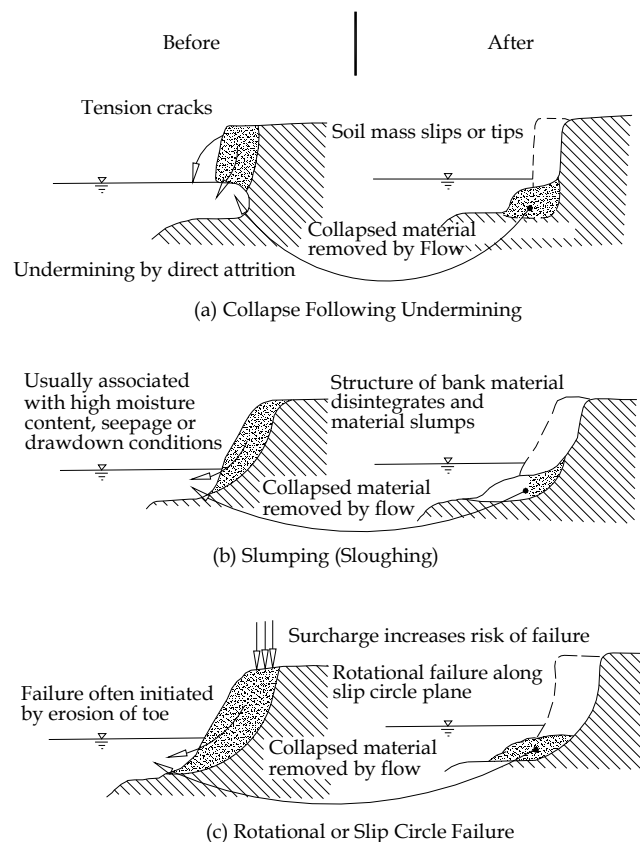 Before
After
Tension cracks
Soil mass slips or tips
Collapsed material
removed by Flow
Undermining by direct attrition
(a) Collapse Following Undermining
Usually associated
with high moisture
content, seepage or
drawdown conditions
Structure of bank material
disintegrates and
material slumps
Collapsed material
removed by flow
(b) Slumping (Sloughing)
Surcharge increases risk of failure
Failure often initiated
by erosion of toe
Rotational failure along
slip circle plane
Collapsed material
removed by flow
(c) Rotational or Slip Circle Failure